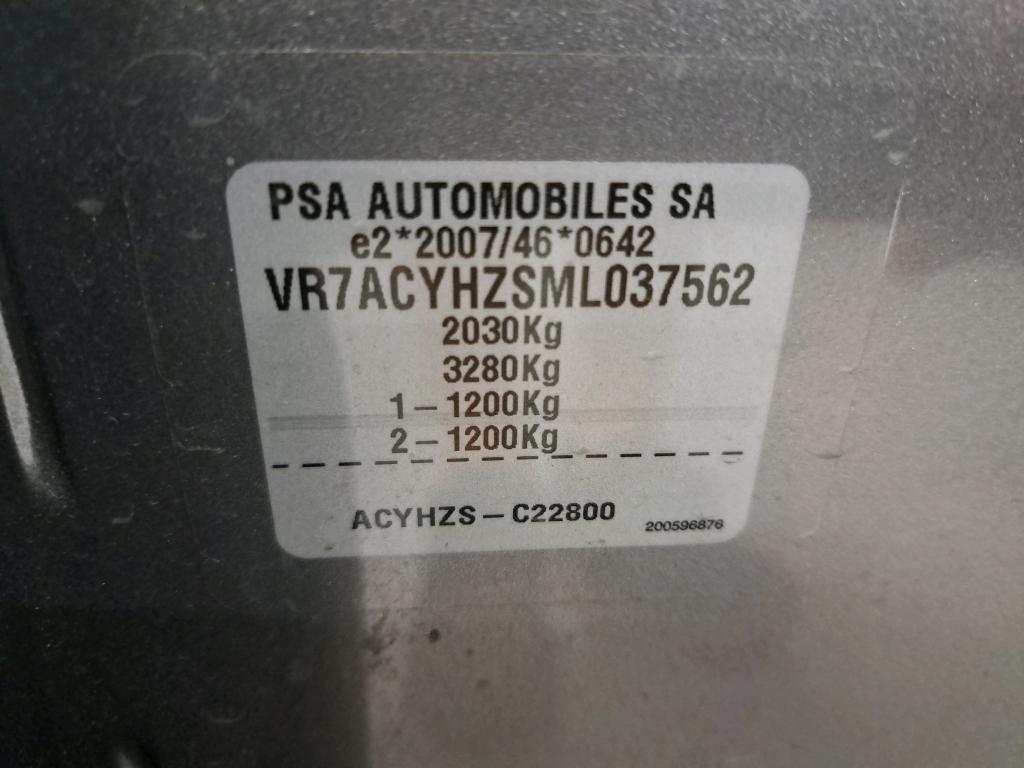 PSA AUTOMOBILES SA
e2*2007/46*0642
VR7ACYHZSML037562
2030Kg
3280Kg
1-1200Kg
2-1200Kg
ACYHZS-C22800 200596876